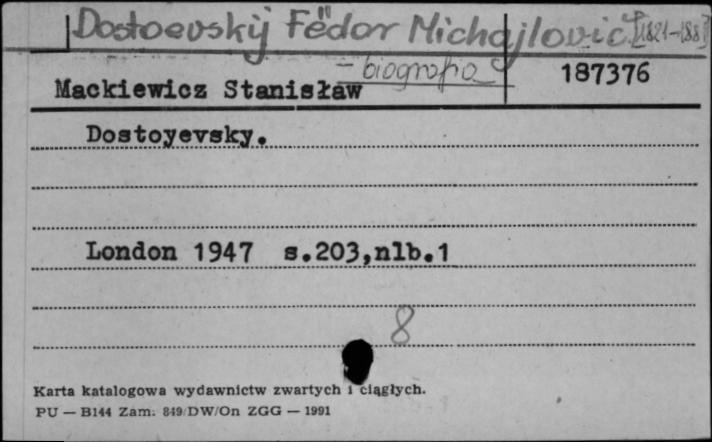 Dostoevskij Fëdor Michajlovič [1821-1881]
- biografia
187376
Mackiewicz Stanisław
Dostoyevsky.
London 1947 s.203,nlb.1
8
Karta katalogowa wydawnictw zwartych i ciągłych.
PU — B144 Zam. 849/DW/On ZGG — 1991